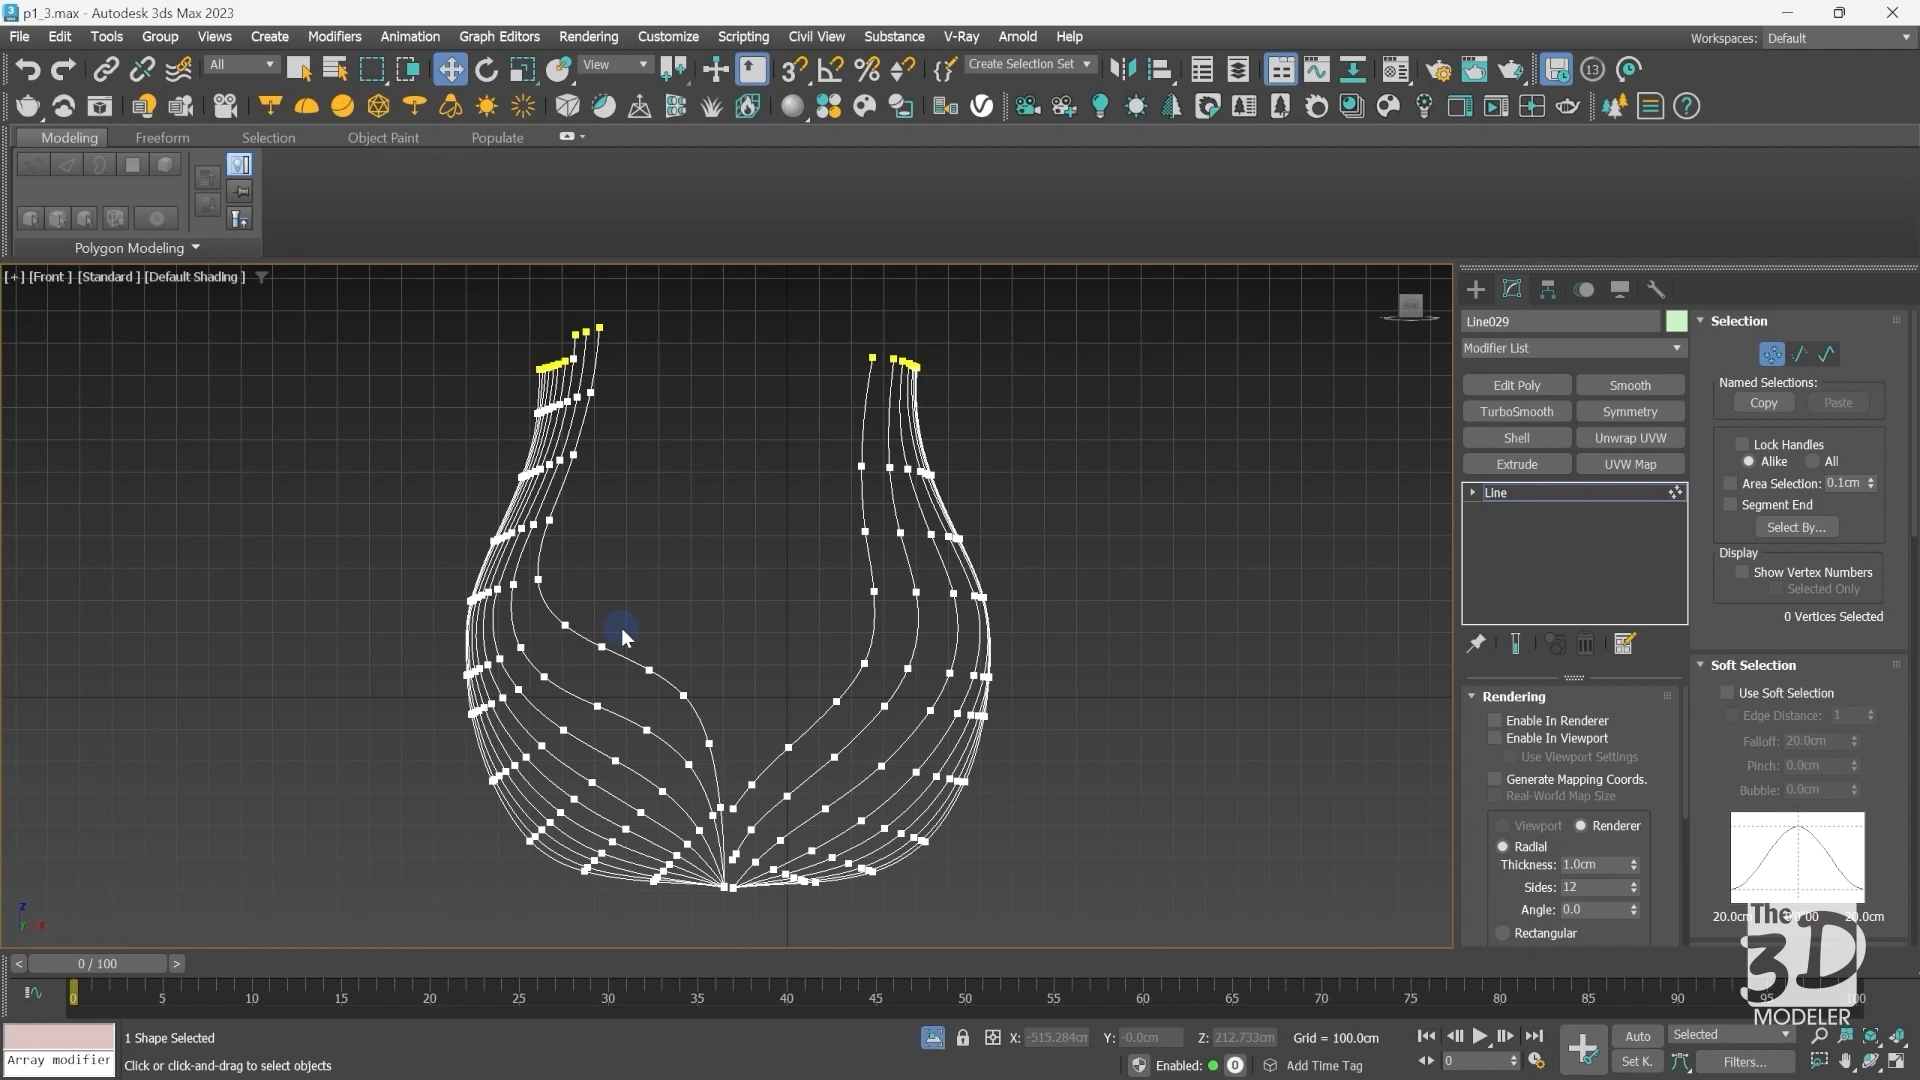 p1_3.max - Autodesk 3ds Max 2023
File Edit Tools Group Views Create Modifiers Animation Graph Editors Rendering Customize Scripting Civil View Substance V-Ray Arnold Help
Workspaces: Default
All View Create Selection Set 13
Modeling Freeform Selection Object Paint Populate
Polygon Modeling
[+] [Front ] [Standard ] [Default Shading ]
Line029
Modifier List
Edit Poly Smooth
TurboSmooth Symmetry
Shell Unwrap UVW
Extrude UVW Map
Line
Rendering
Enable In Renderer
Enable In Viewport
Use Viewport Settings
Generate Mapping Coords.
Real-World Map Size
Viewport Renderer
Radial
Thickness: 1.0cm
Sides: 12
Angle: 0.0
Rectangular
Selection
Named Selections:
Copy Paste
Lock Handles
Alike All
Area Selection: 0.1cm
Segment End
Select By...
Display
Show Vertex Numbers
Selected Only
0 Vertices Selected
Soft Selection
Use Soft Selection
Edge Distance: 1
Falloff: 20.0cm
Pinch: 0.0cm
Bubble: 0.0cm
20.0cm 20.0cm
The
3D
MODELER
z
y x
< 0 / 100 >
0 5 10 15 20 25 30 35 40 45 50 55 60 65 70 75 80 85 90 95 100
Array modifier
1 Shape Selected
Click or click-and-drag to select objects
X: -515.284cm Y: -0.0cm Z: 212.733cm Grid = 100.0cm
Enabled: 0 Add Time Tag
0
Auto Selected
Set K. Filters...